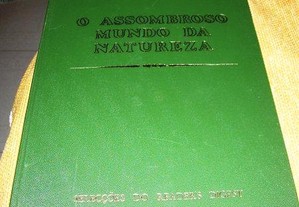 O ASSOMBROSO
MUNDO DA
NATUREZA
SELECÇÕES DO READER'S DIGEST